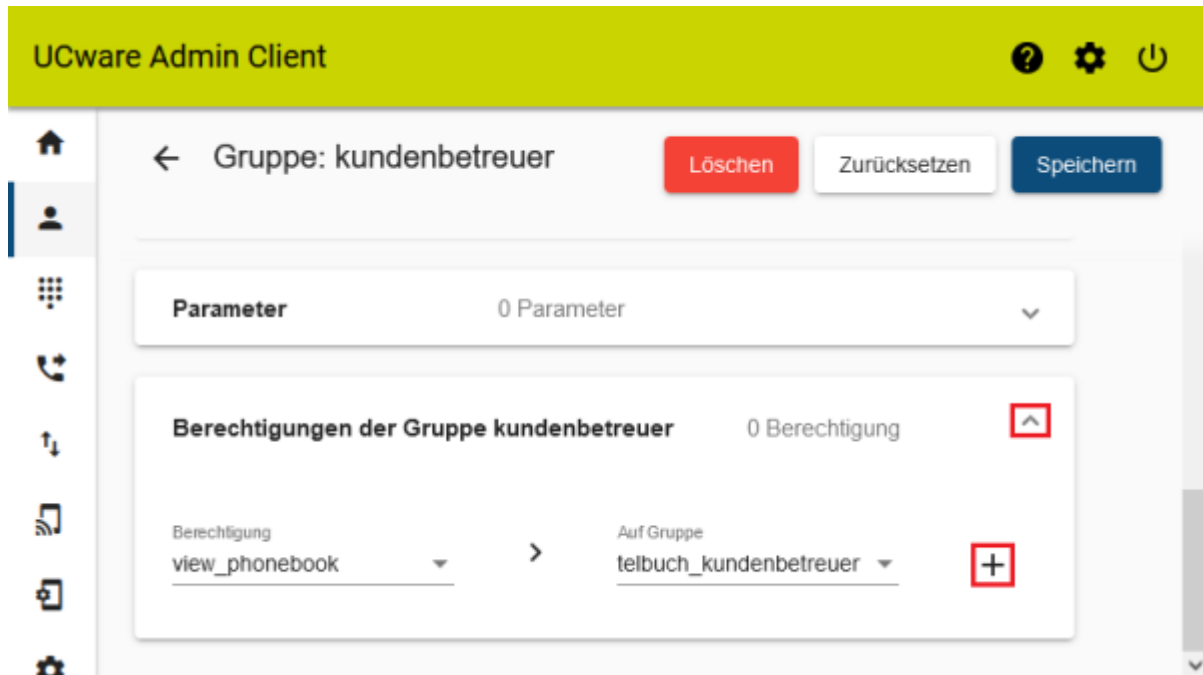 UCware Admin Client
Gruppe: kundenbetreuer
Löschen
Zurücksetzen
Speichern
Parameter 0 Parameter
Berechtigungen der Gruppe kundenbetreuer 0 Berechtigung
Berechtigung Auf Gruppe
view_phonebook telbuch_kundenbetreuer